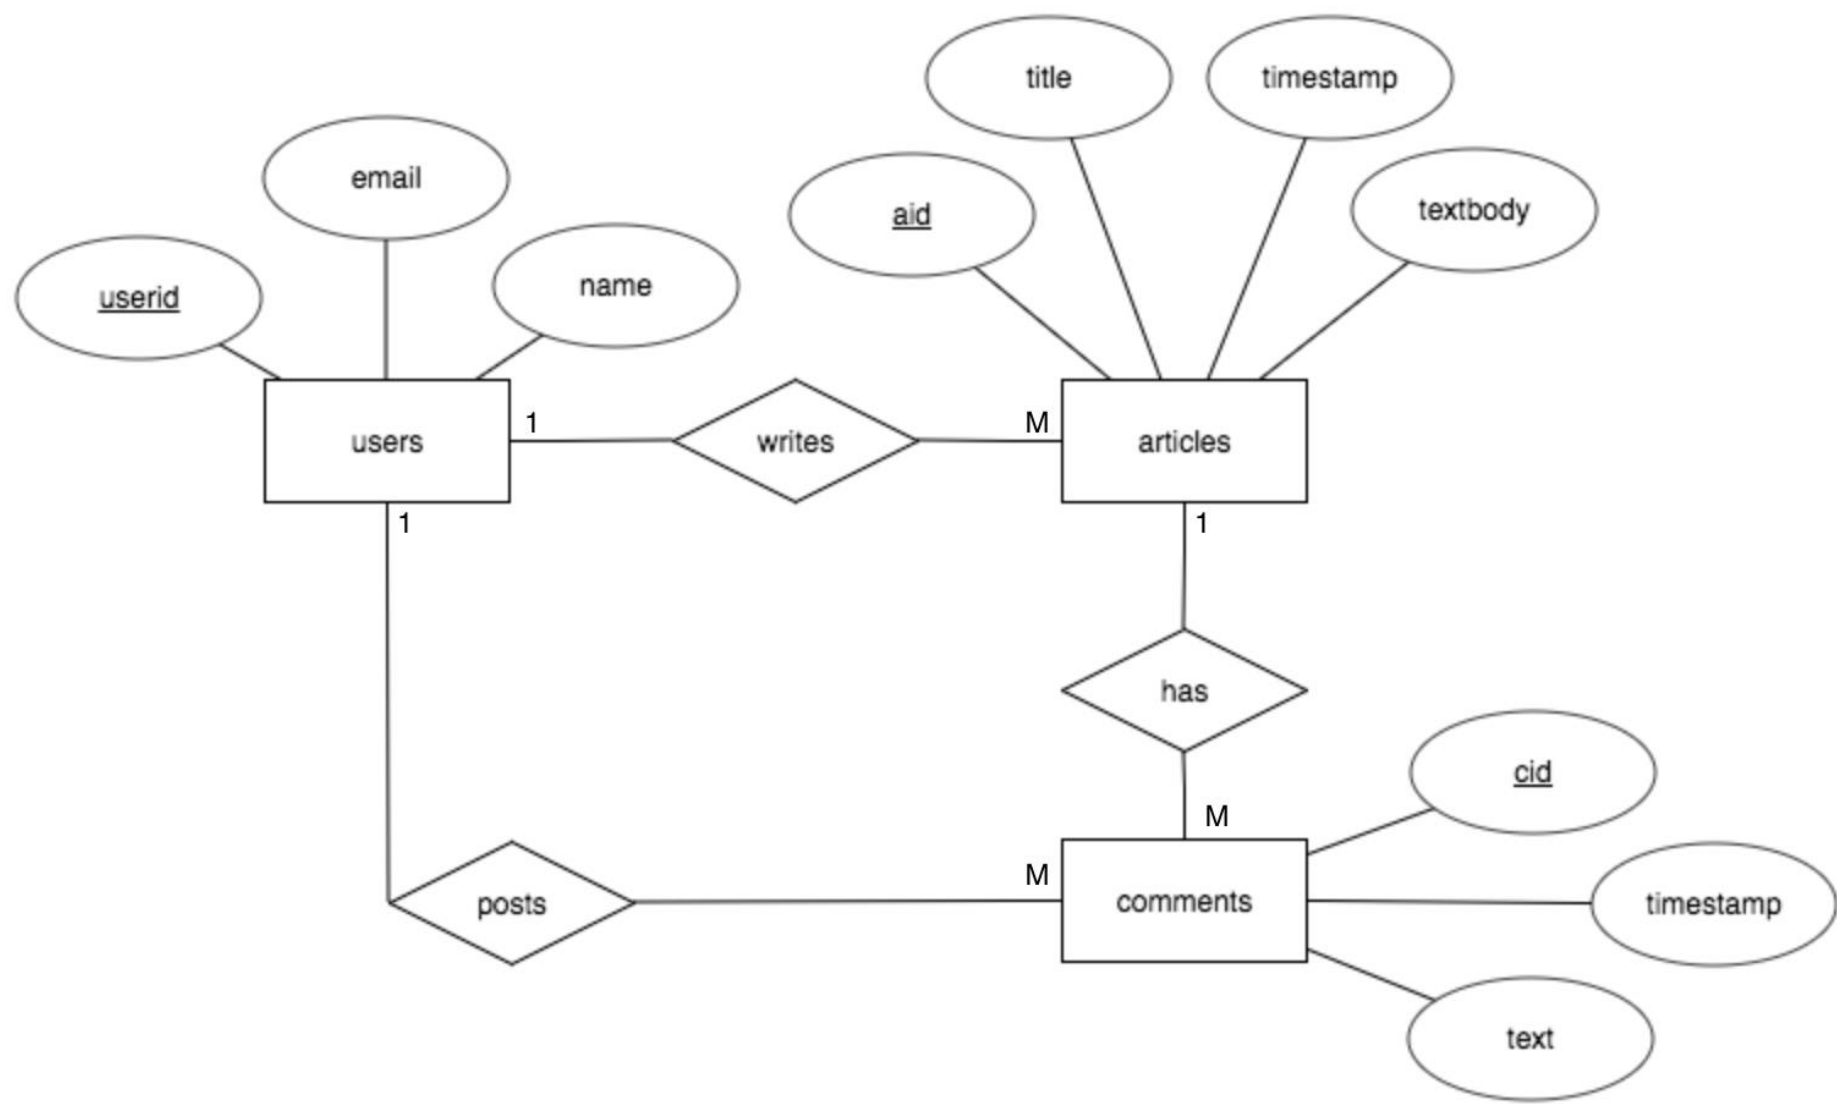 title
timestamp
email
aid
textbody
userid
name
users
1
writes
M
articles
1
1
has
cid
M
posts
M
comments
timestamp
text